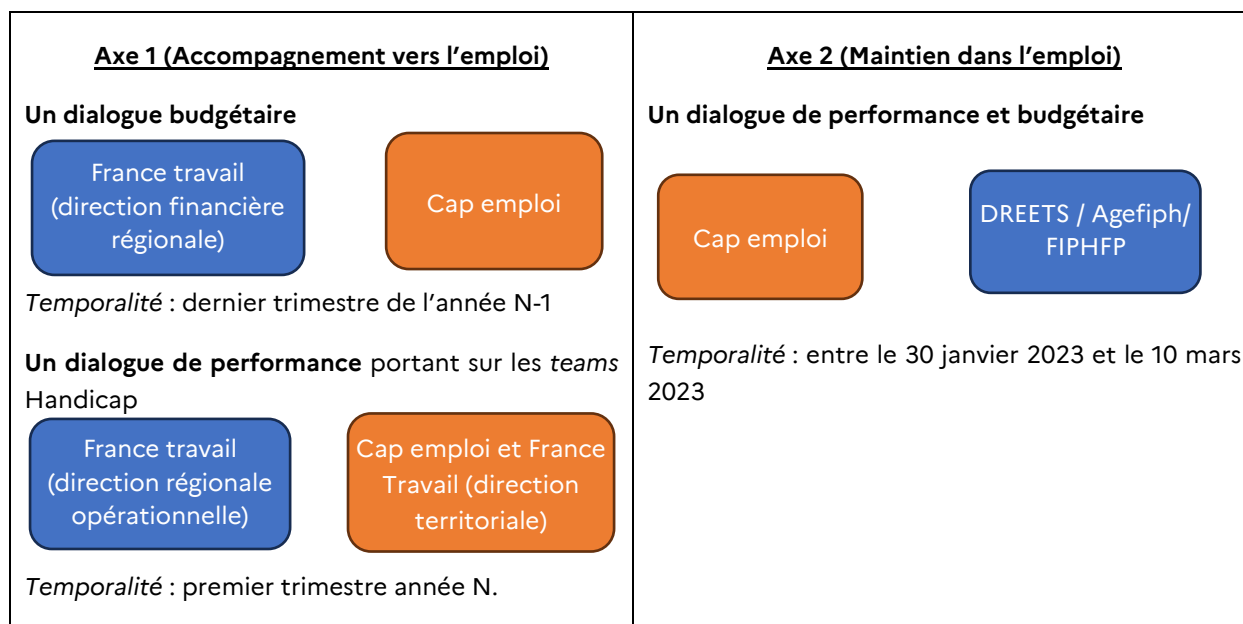 Axe 1 (Accompagnement vers l’emploi)
Un dialogue budgétaire
France travail
(direction financière
régionale)
Cap emploi
Temporalité : dernier trimestre de l’année N-1
Un dialogue de performance portant sur les teams
Handicap
France travail
(direction régionale
opérationnelle)
Cap emploi et France
Travail (direction
territoriale)
Temporalité : premier trimestre année N.
Axe 2 (Maintien dans l’emploi)
Un dialogue de performance et budgétaire
Cap emploi
DREETS / Agefiph/
FIPHFP
Temporalité : entre le 30 janvier 2023 et le 10 mars
2023